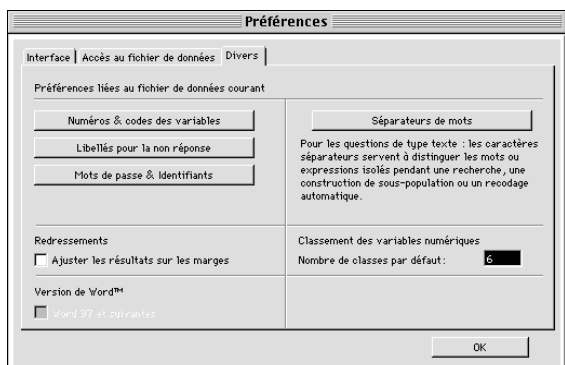 Préférences
Interface
Accès au fichier de données
Divers
Préférences liées au fichier de données courant
Numéros & codes des variables
Libellés pour la non réponse
Mots de passe & Identifiants
Séparateurs de mots
Pour les questions de type texte : les caractères
séparateurs servent à distinguer les mots ou
expressions isolés pendant une recherche, une
construction de sous-population ou un recodage
automatique.
Redressements
Ajuster les résultats sur les marges
Classement des variables numériques
Nombre de classes par défaut :
6
Version de Word™
Word 97 et suivantes
OK